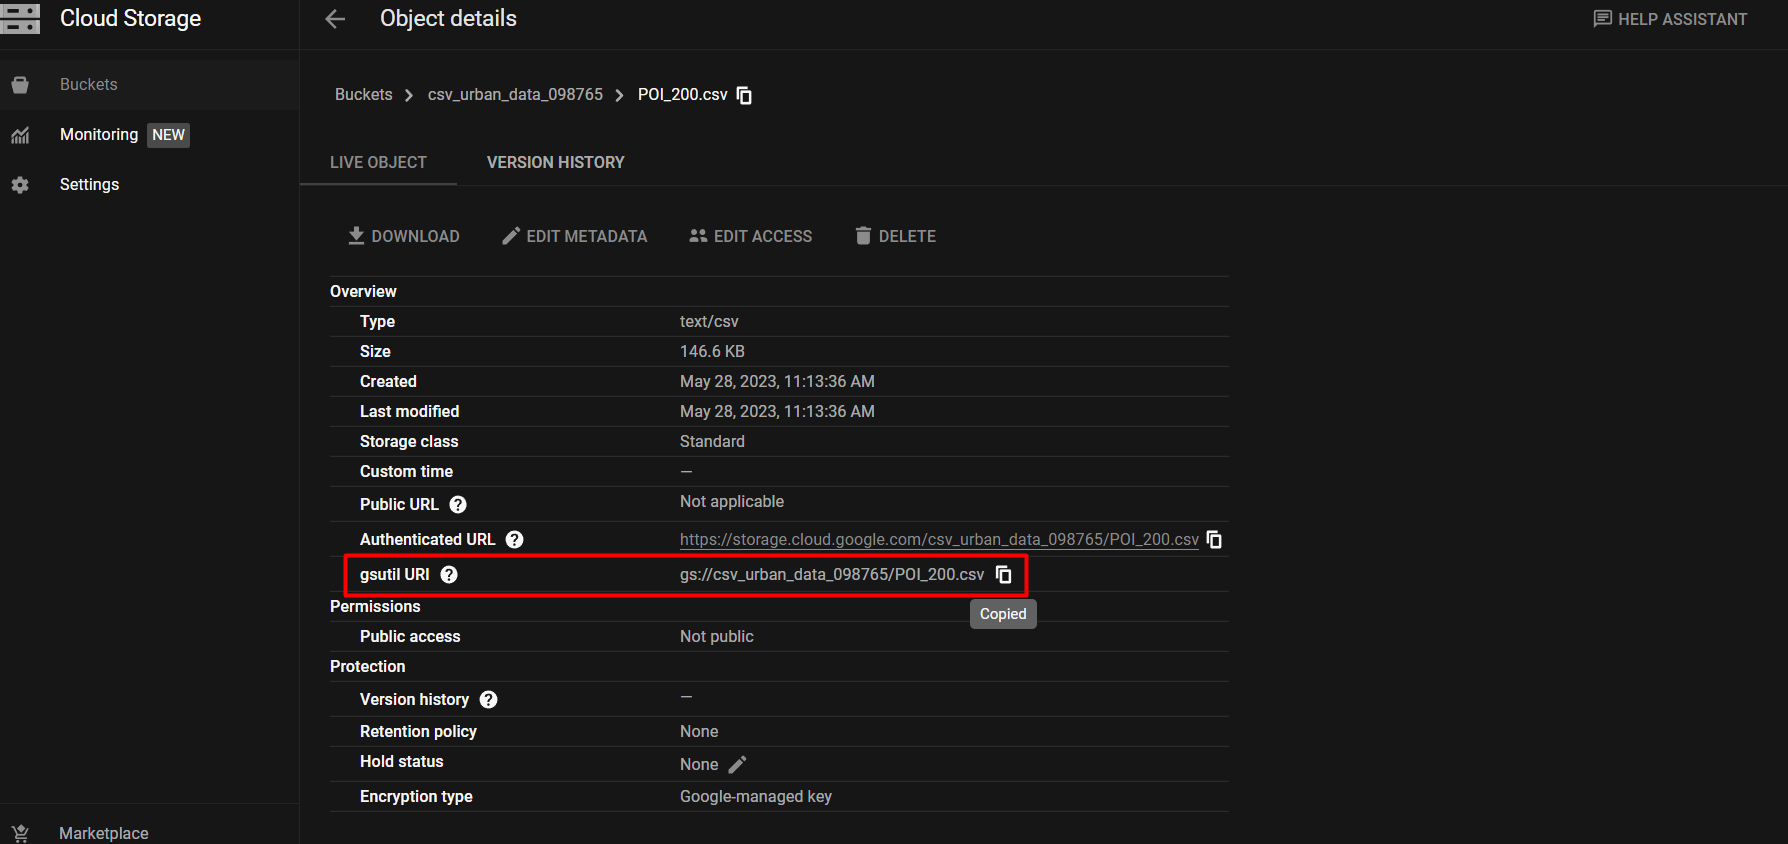 Cloud Storage
Object details
HELP ASSISTANT
Buckets
Monitoring NEW
Settings
Buckets > csv_urban_data_098765 > POI_200.csv
LIVE OBJECT VERSION HISTORY
DOWNLOAD EDIT METADATA EDIT ACCESS DELETE
Overview
Type text/csv
Size 146.6 KB
Created May 28, 2023, 11:13:36 AM
Last modified May 28, 2023, 11:13:36 AM
Storage class Standard
Custom time —
Public URL ? Not applicable
Authenticated URL ? https://storage.cloud.google.com/csv_urban_data_098765/POI_200.csv
gsutil URI ? gs://csv_urban_data_098765/POI_200.csv
Copied
Permissions
Public access Not public
Protection
Version history ? —
Retention policy None
Hold status None
Encryption type Google-managed key
Marketplace